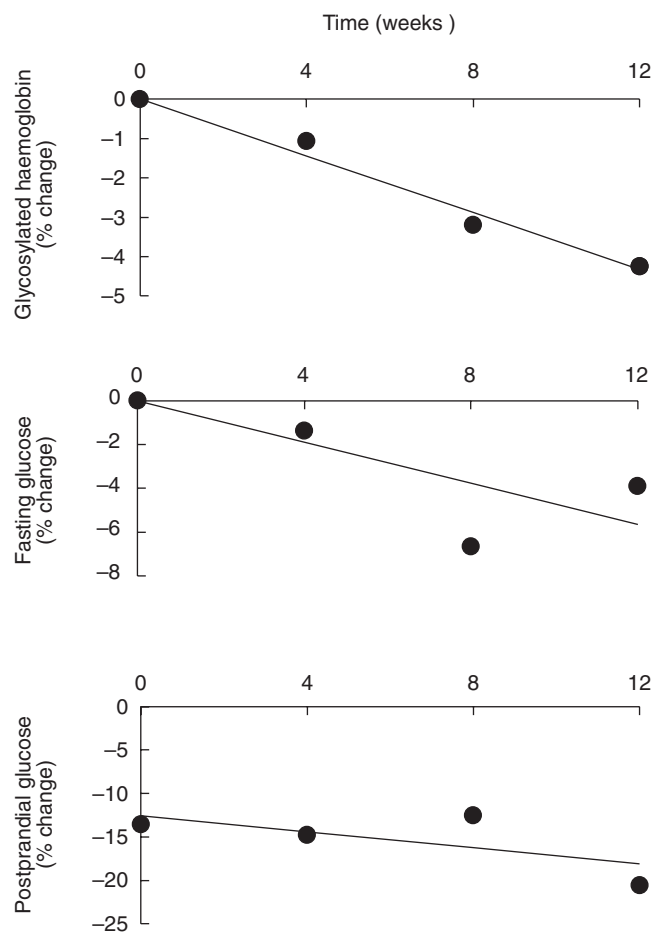 Time (weeks )
0 4 8 12
Glycosylated haemoglobin
(% change)
0
–1
–2
–3
–4
–5
0 4 8 12
Fasting glucose
(% change)
0
–2
–4
–6
–8
0 4 8 12
Postprandial glucose
(% change)
0
–5
–10
–15
–20
–25